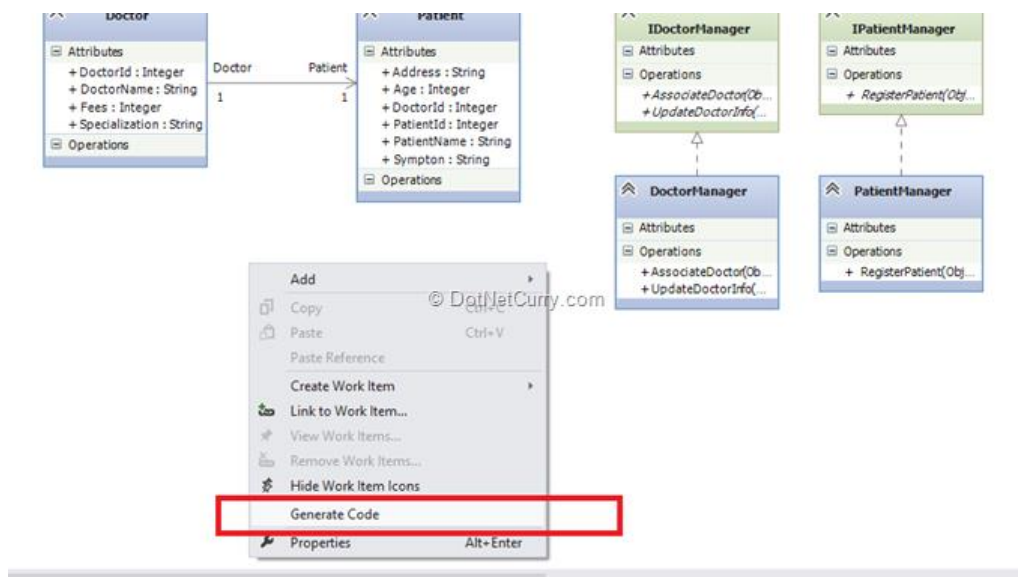 Doctor
Attributes
+ DoctorId : Integer
+ DoctorName : String
+ Fees : Integer
+ Specialization : String
Operations
Doctor
Patient
1
1
Patient
Attributes
+ Address : String
+ Age : Integer
+ DoctorId : Integer
+ PatientId : Integer
+ PatientName : String
+ Sympton : String
Operations
IDoctorManager
Attributes
Operations
+ AssociateDoctor(Ob...
+ UpdateDoctorInfo(...
IPatientManager
Attributes
Operations
+ RegisterPatient(Obj...
DoctorManager
Attributes
Operations
+ AssociateDoctor(Ob...
+ UpdateDoctorInfo(...
PatientManager
Attributes
Operations
+ RegisterPatient(Obj...
Add
© DotNetCurry.com
Copy Ctrl+C
Paste Ctrl+V
Paste Reference
Create Work Item
Link to Work Item...
View Work Items...
Remove Work Items...
Hide Work Item Icons
Generate Code
Properties Alt+Enter